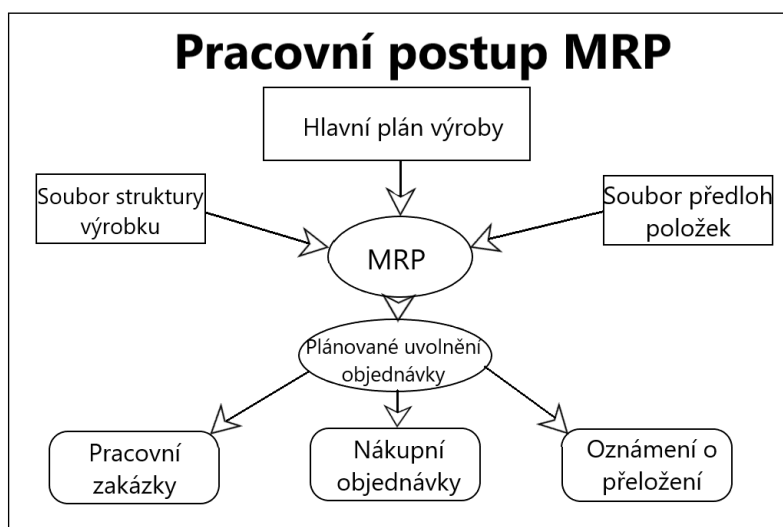 Pracovní postup MRP
Hlavní plán výroby
Soubor struktury
výrobku
Soubor předloh
položek
MRP
Plánované uvolnění
objednávky
Pracovní
zakázky
Nákupní
objednávky
Oznámení o
přeložení